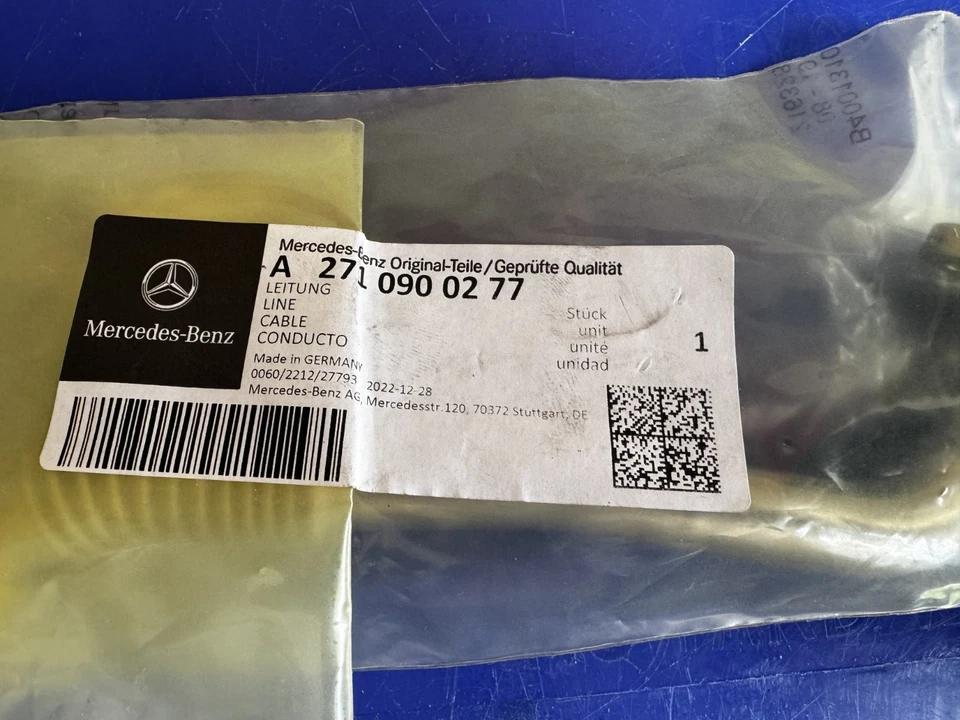 Mercedes-Benz
Mercedes-Benz Original-Teile/Geprüfte Qualität
A 271 090 02 77
LEITUNG
LINE
CABLE
CONDUCTO
Stück
unit
unité
unidad
1
Made in GERMANY
0060/2212/27793 2022-12-28
Mercedes-Benz AG, Mercedesstr.120, 70372 Stuttgart, DE
B4001310